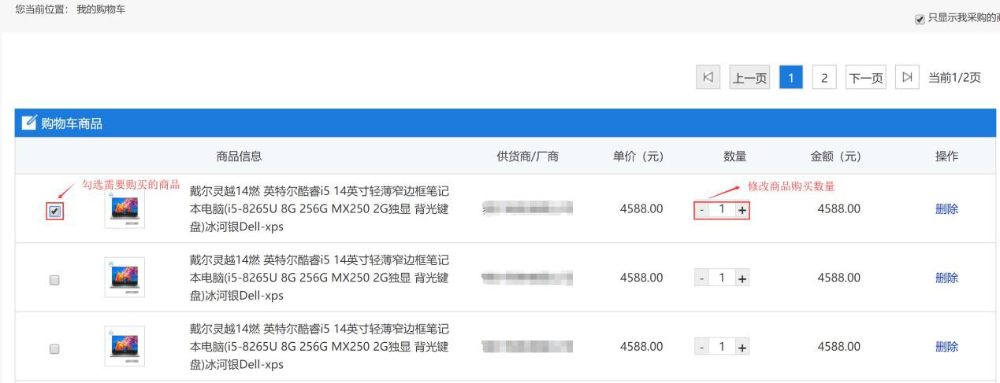 您当前位置： 我的购物车
只显示我采购的
上一页 1 2 下一页 当前1/2页
购物车商品
商品信息 供货商/厂商 单价（元） 数量 金额（元） 操作
勾选需要购买的商品
修改商品购买数量
戴尔灵越14燃 英特尔酷睿i5 14英寸轻薄窄边框笔记
本电脑(i5-8265U 8G 256G MX250 2G独显 背光键
盘)冰河银Dell-xps
4588.00 - 1 + 4588.00 删除
戴尔灵越14燃 英特尔酷睿i5 14英寸轻薄窄边框笔记
本电脑(i5-8265U 8G 256G MX250 2G独显 背光键
盘)冰河银Dell-xps
4588.00 - 1 + 4588.00 删除
戴尔灵越14燃 英特尔酷睿i5 14英寸轻薄窄边框笔记
本电脑(i5-8265U 8G 256G MX250 2G独显 背光键
盘)冰河银Dell-xps
4588.00 - 1 + 4588.00 删除